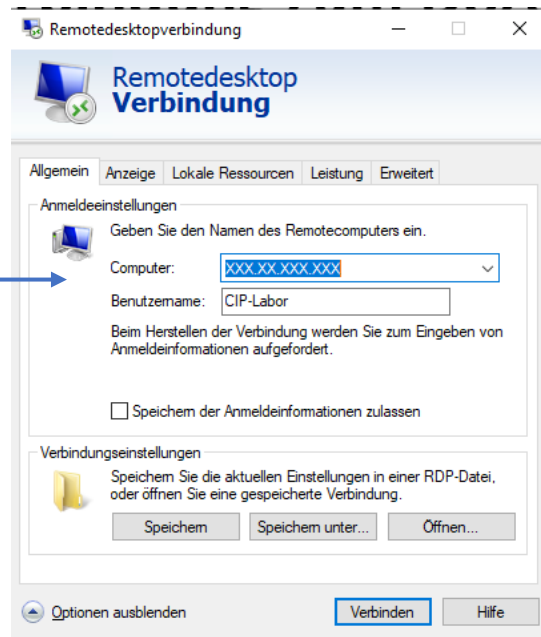 Remotedesktopverbindung
Remotedesktop
Verbindung
Allgemein Anzeige Lokale Ressourcen Leistung Erweitert
Anmeldeeinstellungen
Geben Sie den Namen des Remotecomputers ein.
Computer: XXX.XX.XXX.XXX
Benutzername: CIP-Labor
Beim Herstellen der Verbindung werden Sie zum Eingeben von
Anmeldeinformationen aufgefordert.
Speichern der Anmeldeinformationen zulassen
Verbindungseinstellungen
Speichern Sie die aktuellen Einstellungen in einer RDP-Datei,
oder öffnen Sie eine gespeicherte Verbindung.
Speichern Speichern unter... Öffnen...
Optionen ausblenden Verbinden Hilfe